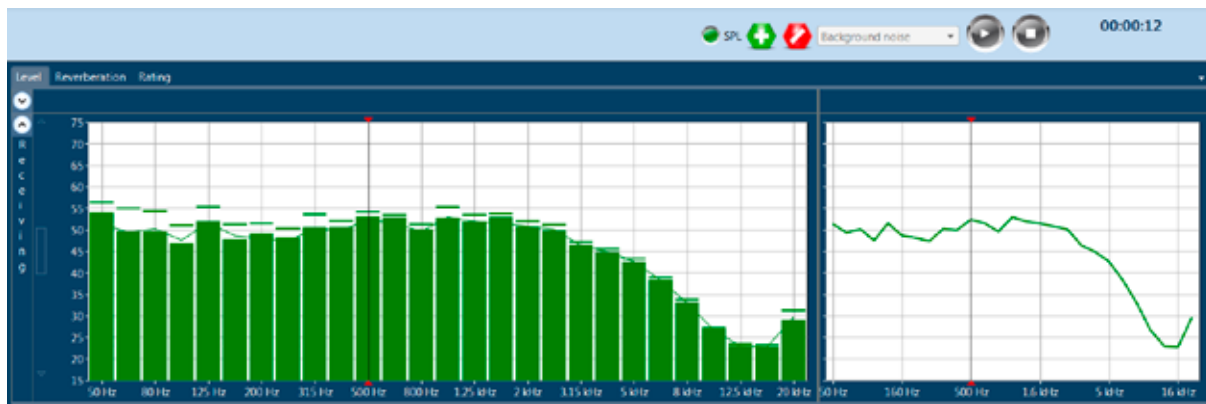 SPL Background noise 00:00:12
Level Reverberation Rating
Receiving
75
70
65
60
55
50
45
40
35
30
25
20
15
50 Hz 80 Hz 125 Hz 200 Hz 315 Hz 500 Hz 800 Hz 1.25 kHz 2 kHz 3.15 kHz 5 kHz 8 kHz 12.5 kHz 20 kHz
50 Hz 160 Hz 500 Hz 1.6 kHz 5 kHz 16 kHz